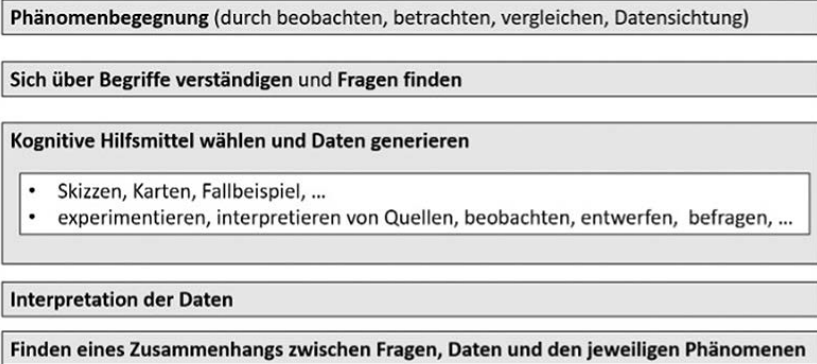 Phänomenbegegnung (durch beobachten, betrachten, vergleichen, Datensichtung)
Sich über Begriffe verständigen und Fragen finden
Kognitive Hilfsmittel wählen und Daten generieren
• Skizzen, Karten, Fallbeispiel, ...
• experimentieren, interpretieren von Quellen, beobachten, entwerfen, befragen, ...
Interpretation der Daten
Finden eines Zusammenhangs zwischen Fragen, Daten und den jeweiligen Phänomenen